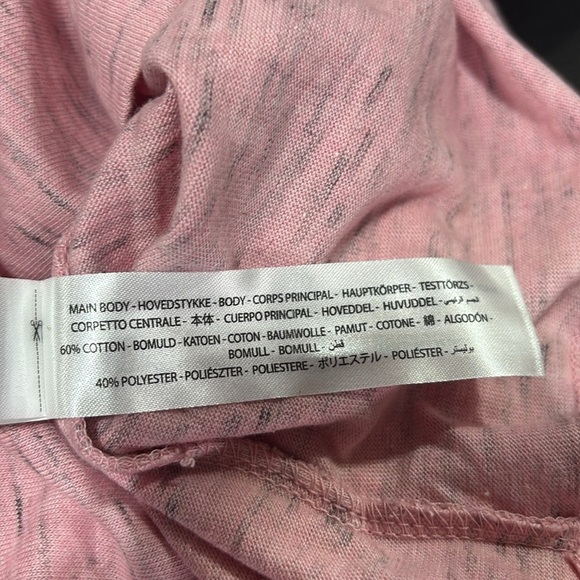 MAIN BODY - HOVEDSTYKKE - BODY - CORPS PRINCIPAL - HAUPTKÖRPER - TESTTÖRZS -
CORPETTO CENTRALE - 本体 - CUERPO PRINCIPAL - HOVEDDEL - HUVUDDEL - الجسم الرئيسي
60% COTTON - BOMULD - KATOEN - COTON - BAUMWOLLE - PAMUT - COTONE - 綿 - ALGODÓN -
BOMULL - BOMULL - قطن
40% POLYESTER - POLIÉSZTER - POLIESTERE - ポリエステル - POLIÉSTER - بوليستر